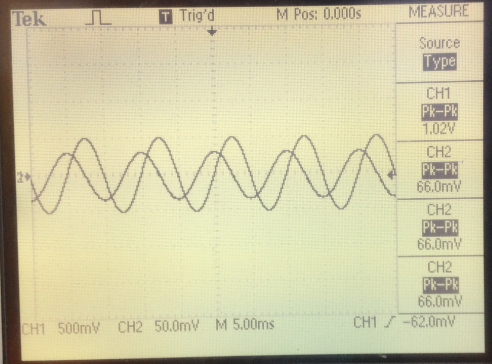 Tek T Trig'd M Pos: 0.000s MEASURE
Source
Type
CH1
Pk-Pk
1.02V
CH2
Pk-Pk
66.0mV
CH2
Pk-Pk
66.0mV
CH2
Pk-Pk
66.0mV
2
CH1 500mV CH2 50.0mV M 5.00ms CH1 -62.0mV